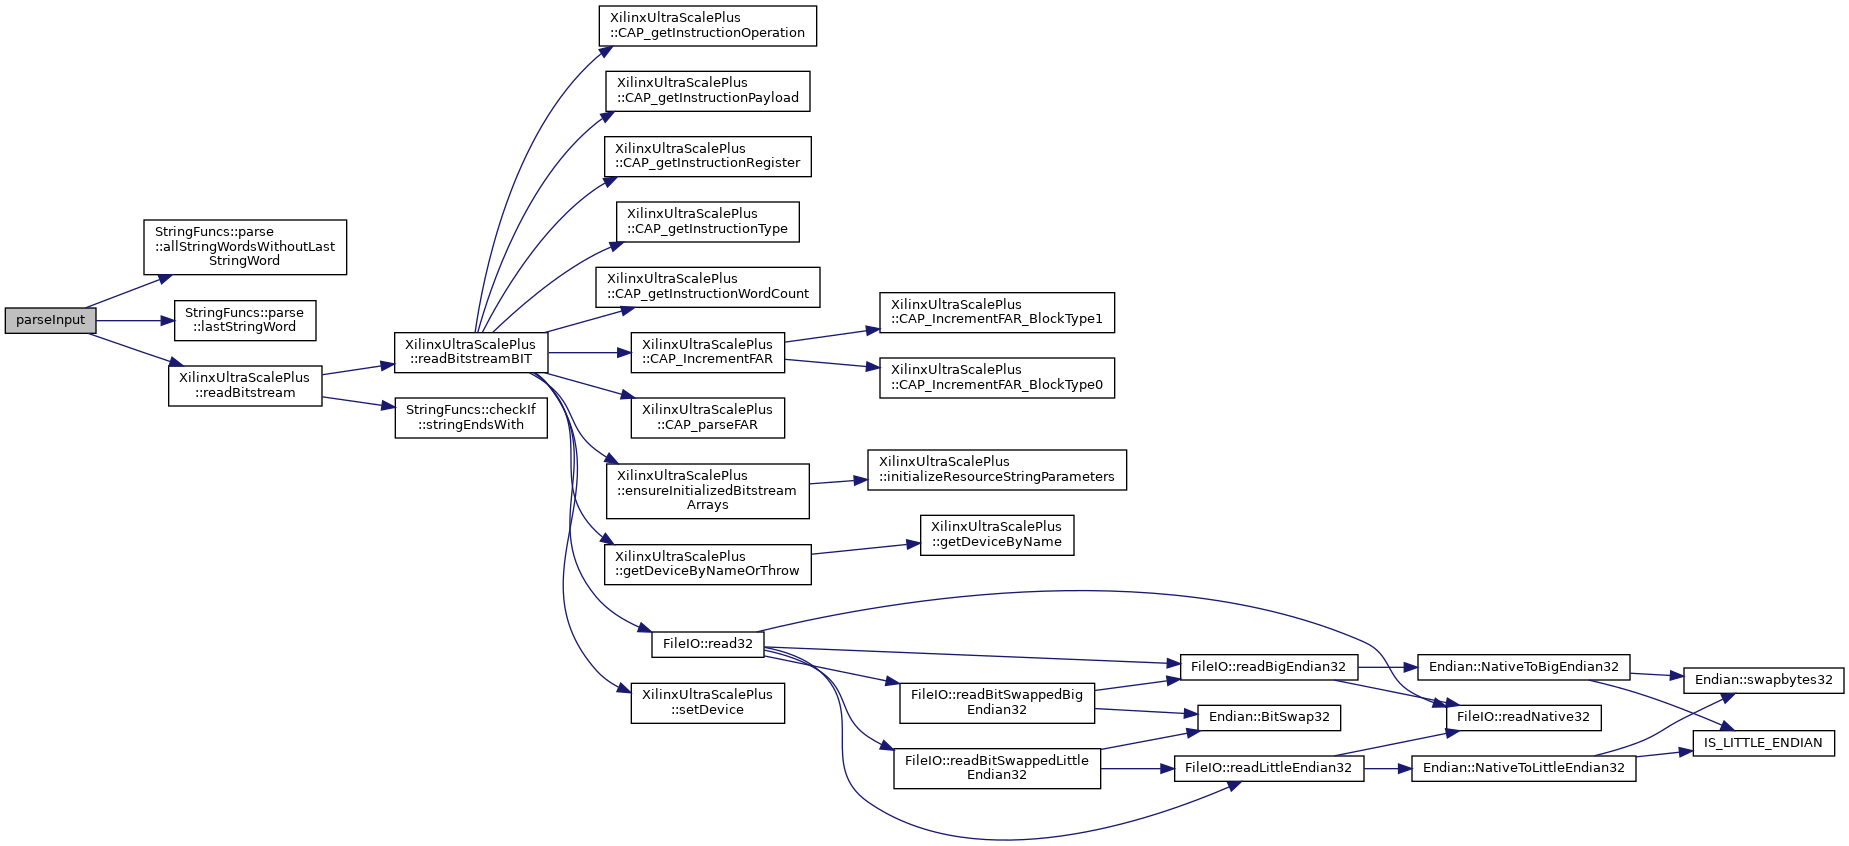 parseInput
StringFuncs::parse
::allStringWordsWithoutLast
StringWord
StringFuncs::parse
::lastStringWord
XilinxUltraScalePlus
::readBitstream
XilinxUltraScalePlus
::readBitstreamBIT
StringFuncs::checkIf
::stringEndsWith
XilinxUltraScalePlus
::CAP_getInstructionOperation
XilinxUltraScalePlus
::CAP_getInstructionPayload
XilinxUltraScalePlus
::CAP_getInstructionRegister
XilinxUltraScalePlus
::CAP_getInstructionType
XilinxUltraScalePlus
::CAP_getInstructionWordCount
XilinxUltraScalePlus
::CAP_IncrementFAR
XilinxUltraScalePlus
::CAP_parseFAR
XilinxUltraScalePlus
::ensureInitializedBitstream
Arrays
XilinxUltraScalePlus
::getDeviceByNameOrThrow
FileIO::read32
XilinxUltraScalePlus
::setDevice
XilinxUltraScalePlus
::CAP_IncrementFAR_BlockType1
XilinxUltraScalePlus
::CAP_IncrementFAR_BlockType0
XilinxUltraScalePlus
::initializeResourceStringParameters
XilinxUltraScalePlus
::getDeviceByName
FileIO::readBitSwappedBig
Endian32
FileIO::readBitSwappedLittle
Endian32
FileIO::readBigEndian32
Endian::BitSwap32
FileIO::readLittleEndian32
Endian::NativeToBigEndian32
FileIO::readNative32
Endian::NativeToLittleEndian32
Endian::swapbytes32
IS_LITTLE_ENDIAN